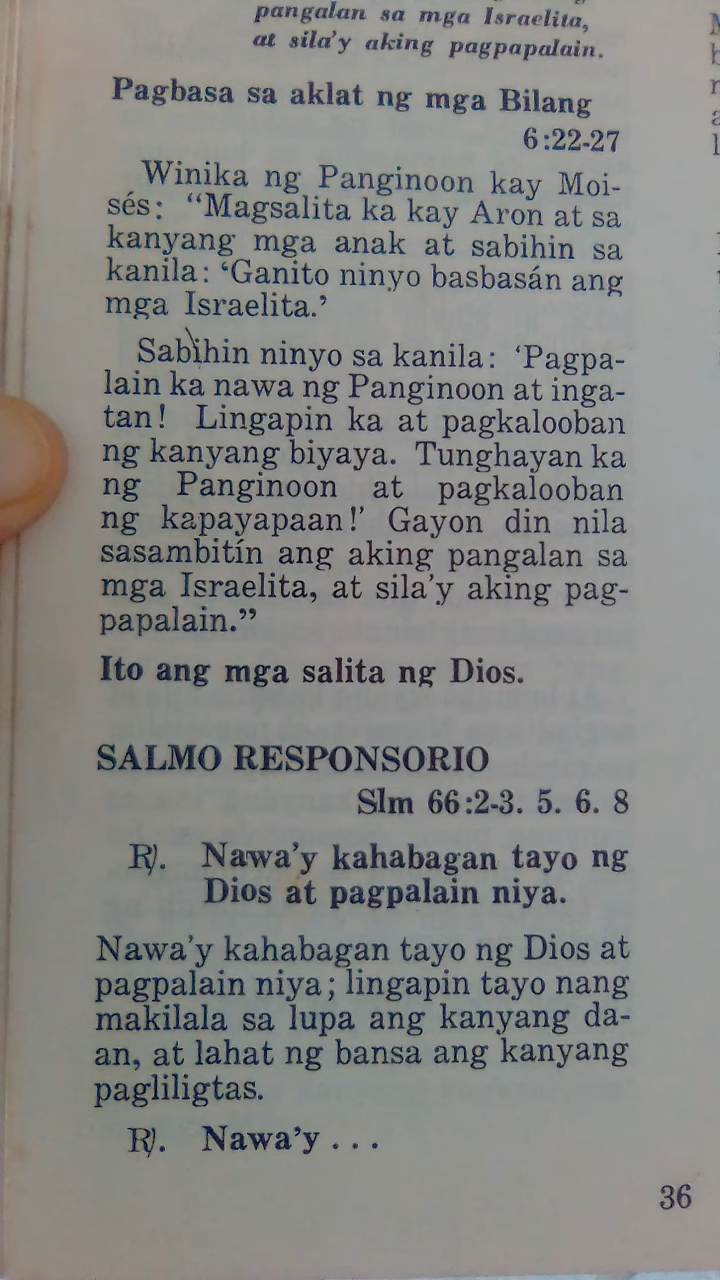 pangalan sa mga Israelita,
at sila'y aking pagpapalain.
Pagbasa sa aklat ng mga Bilang
6:22-27
Winika ng Panginoon kay Moi-
sés: "Magsalita ka kay Aron at sa
kanyang mga anak at sabihin sa
kanila: 'Ganito ninyo basbasán ang
mga Israelita.'
Sabihin ninyo sa kanila: 'Pagpa-
lain ka nawa ng Panginoon at inga-
tan! Lingapin ka at pagkalooban
ng kanyang biyaya. Tunghayan ka
ng Panginoon at pagkalooban
ng kapayapaan!' Gayon din nila
sasambitín ang aking pangalan sa
mga Israelita, at sila'y aking pag-
papalain."
Ito ang mga salita ng Dios.
SALMO RESPONSORIO
Slm 66:2-3. 5. 6. 8
℟. Nawa'y kahabagan tayo ng
Dios at pagpalain niya.
Nawa'y kahabagan tayo ng Dios at
pagpalain niya; lingapin tayo nang
makilala sa lupa ang kanyang da-
an, at lahat ng bansa ang kanyang
pagliligtas.
℟. Nawa'y . . .
36